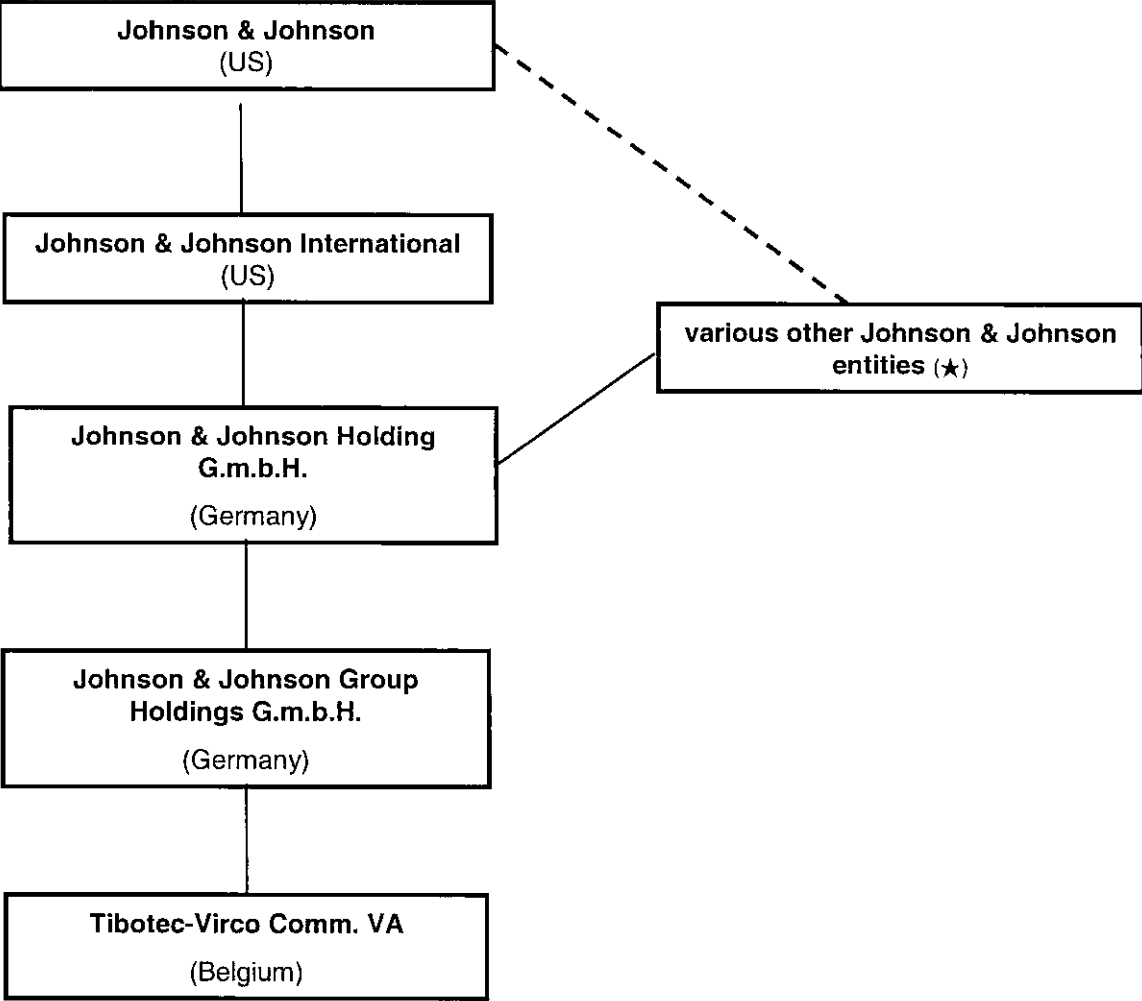 Johnson & Johnson
(US)
Johnson & Johnson International
(US)
various other Johnson & Johnson
entities (★)
Johnson & Johnson Holding
G.m.b.H.
(Germany)
Johnson & Johnson Group
Holdings G.m.b.H.
(Germany)
Tibotec-Virco Comm. VA
(Belgium)